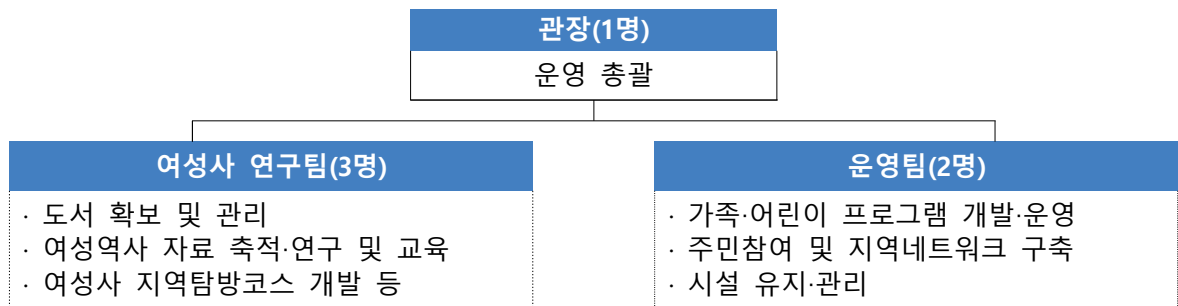 관장(1명)
운영 총괄
여성사 연구팀(3명)
· 도서 확보 및 관리
· 여성역사 자료 축적·연구 및 교육
· 여성사 지역탐방코스 개발 등
운영팀(2명)
· 가족·어린이 프로그램 개발·운영
· 주민참여 및 지역네트워크 구축
· 시설 유지·관리